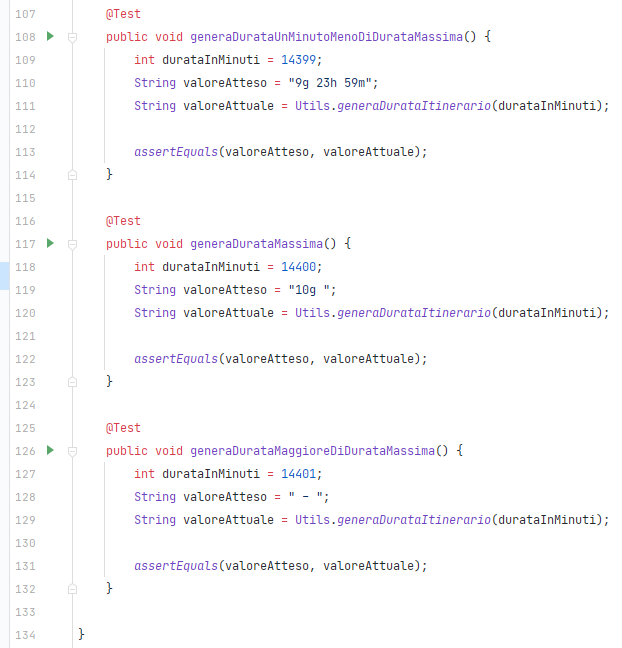 107 @Test
108 public void generaDurataUnMinutoMenoDiDurataMassima() {
109 int durataInMinuti = 14399;
110 String valoreAtteso = "9g 23h 59m";
111 String valoreAttuale = Utils.generaDurataItinerario(durataInMinuti);
112
113 assertEquals(valoreAtteso, valoreAttuale);
114 }
115
116 @Test
117 public void generaDurataMassima() {
118 int durataInMinuti = 14400;
119 String valoreAtteso = "10g ";
120 String valoreAttuale = Utils.generaDurataItinerario(durataInMinuti);
121
122 assertEquals(valoreAtteso, valoreAttuale);
123 }
124
125 @Test
126 public void generaDurataMaggioreDiDurataMassima() {
127 int durataInMinuti = 14401;
128 String valoreAtteso = " - ";
129 String valoreAttuale = Utils.generaDurataItinerario(durataInMinuti);
130
131 assertEquals(valoreAtteso, valoreAttuale);
132 }
133
134 }